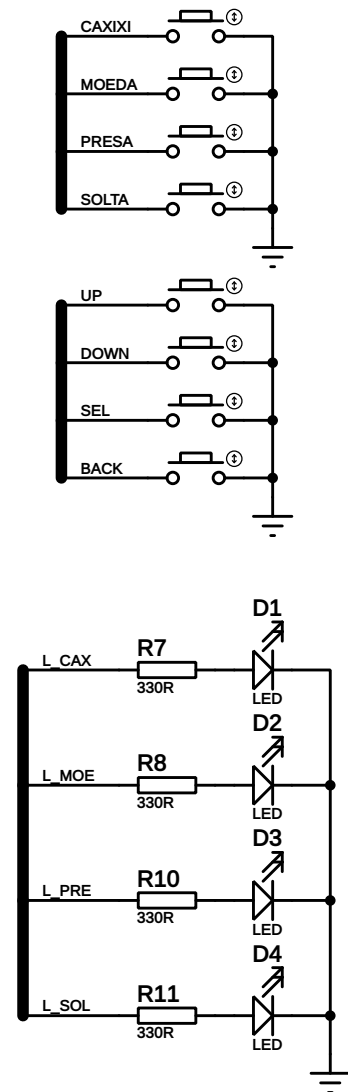 CAXIXI
MOEDA
PRESA
SOLTA
UP
DOWN
SEL
BACK
D1
L_CAX
R7
330R
LED
D2
L_MOE
R8
330R
LED
D3
L_PRE
R10
330R
LED
D4
L_SOL
R11
330R
LED